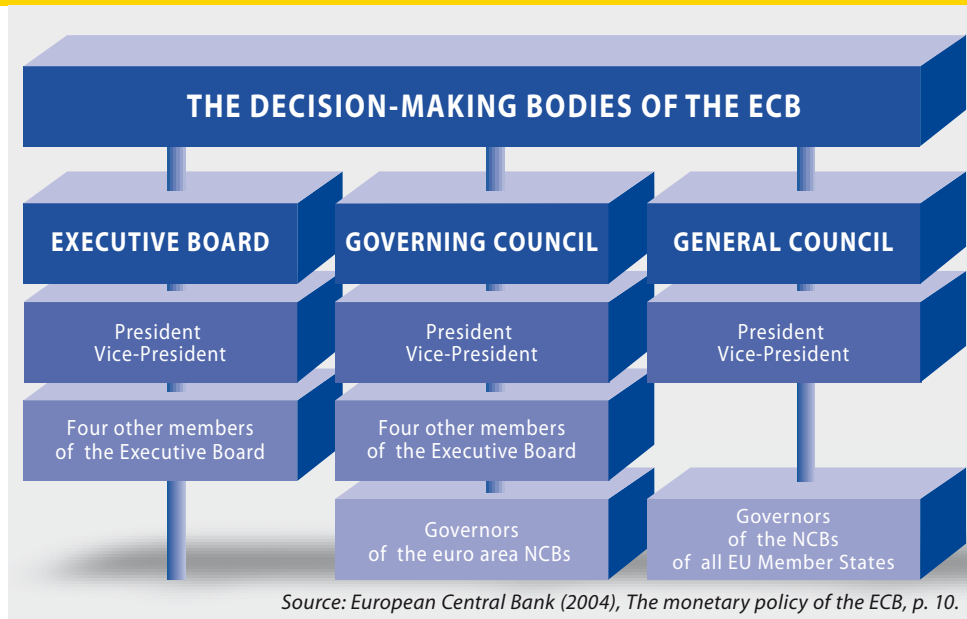 THE DECISION-MAKING BODIES OF THE ECB
EXECUTIVE BOARD
President
Vice-President
Four other members
of the Executive Board
GOVERNING COUNCIL
President
Vice-President
Four other members
of the Executive Board
Governors
of the euro area NCBs
GENERAL COUNCIL
President
Vice-President
Governors
of the NCBs
of all EU Member States
Source: European Central Bank (2004), The monetary policy of the ECB, p. 10.